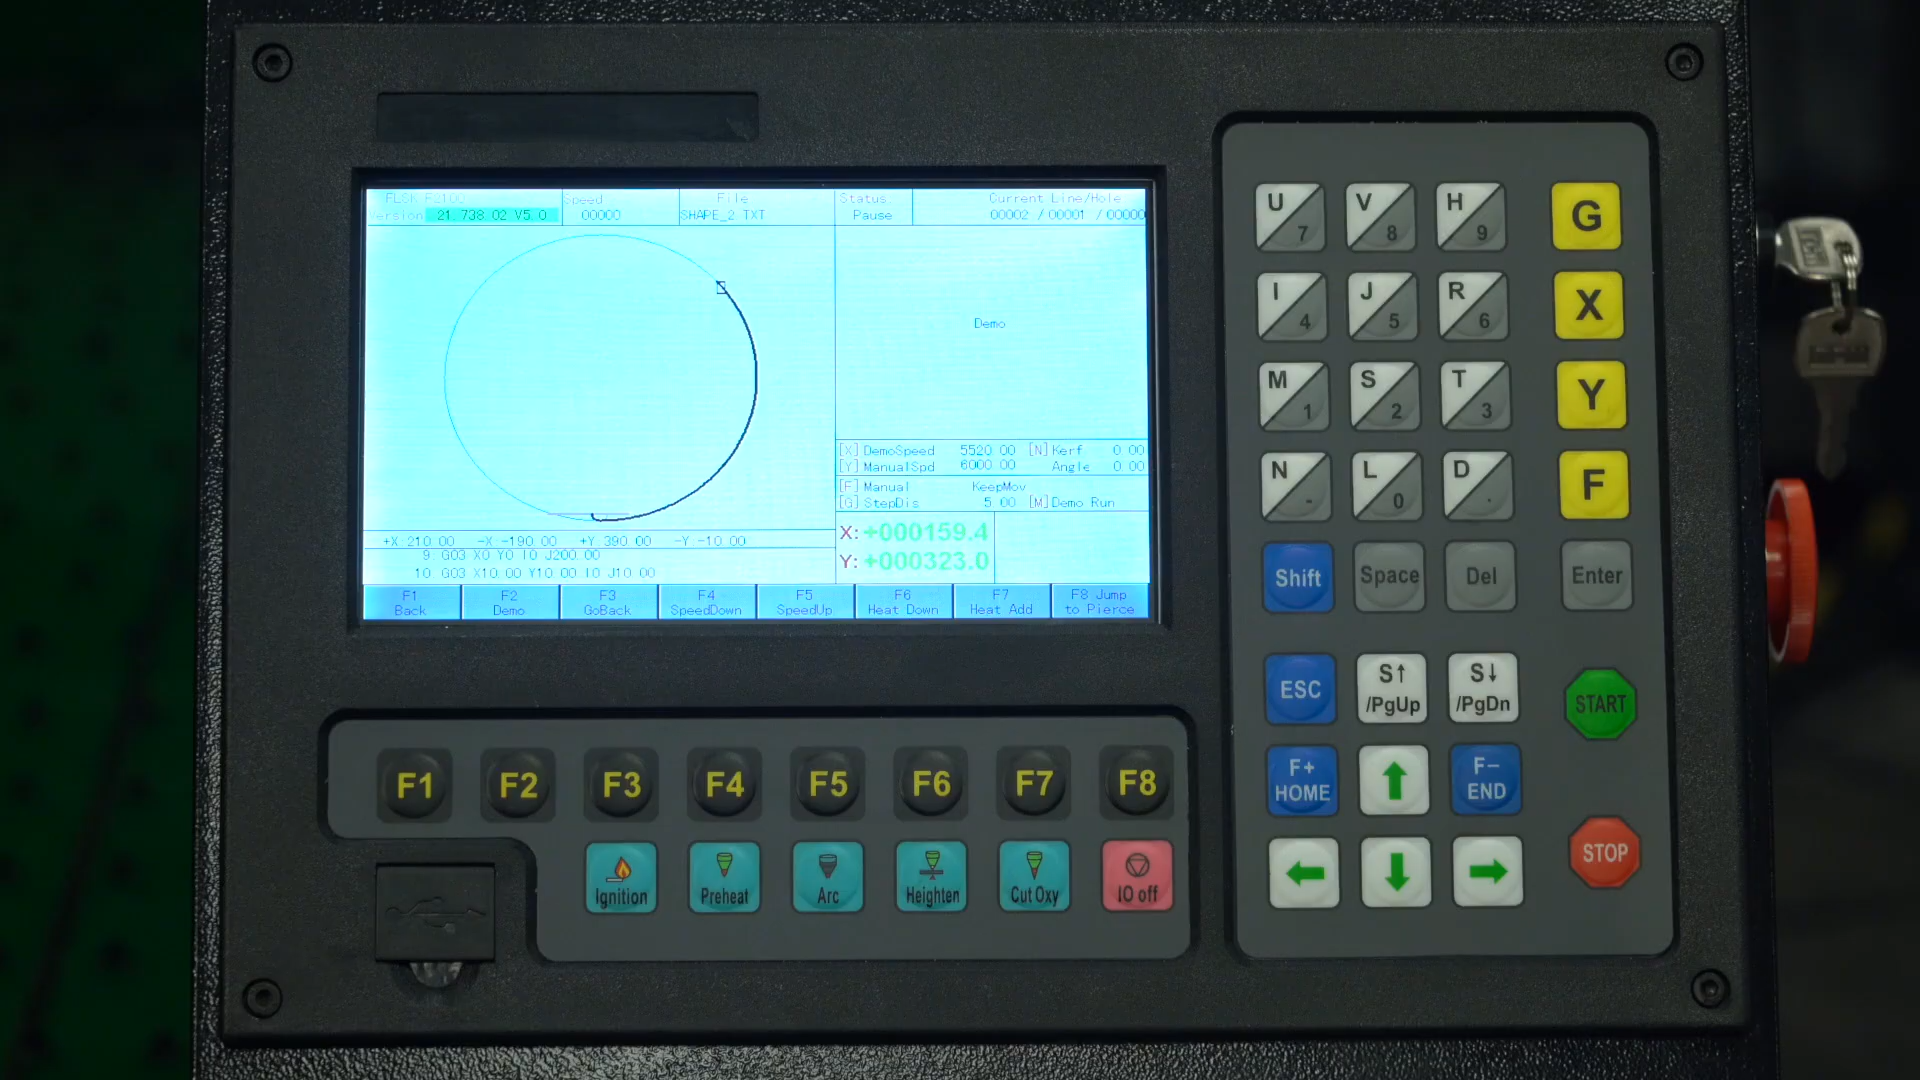 FLSK F2100 Speed File Status Current Line/Hole
Version 21.738 02 V5.0 00000 SHAPE_2 TXT Pause 00002 /00001 /00000
Demo
[X] DemoSpeed 5520 00 [N] Kerf 0.00
[Y] ManualSpd 6000 00 Angle 0.00
[F] Manual KeepMov
[G] StepDis 5 00 [M] Demo Run
+X 210 00 -X -190 00 +Y 390 00 -Y -10 00
9 G03 X0 Y0 I0 J200 00
10 G03 X10 00 Y10 00 I0 J10 00
X: +000159.4
Y: +000323.0
F1 F2 F3 F4 F5 F6 F7 F8 Jump
Back Demo GoBack SpeedDown SpeedUp Heat Down Heat Add to Pierce
U 7 V 8 H 9 G
I 4 J 5 R 6 X
M 1 S 2 T 3 Y
N - L 0 D . F
Shift Space Del Enter
ESC S↑ /PgUp S↓ /PgDn START
F+ HOME ↑ F- END
← ↓ → STOP
F1 F2 F3 F4 F5 F6 F7 F8
Ignition Preheat Arc Heighten Cut Oxy IO off